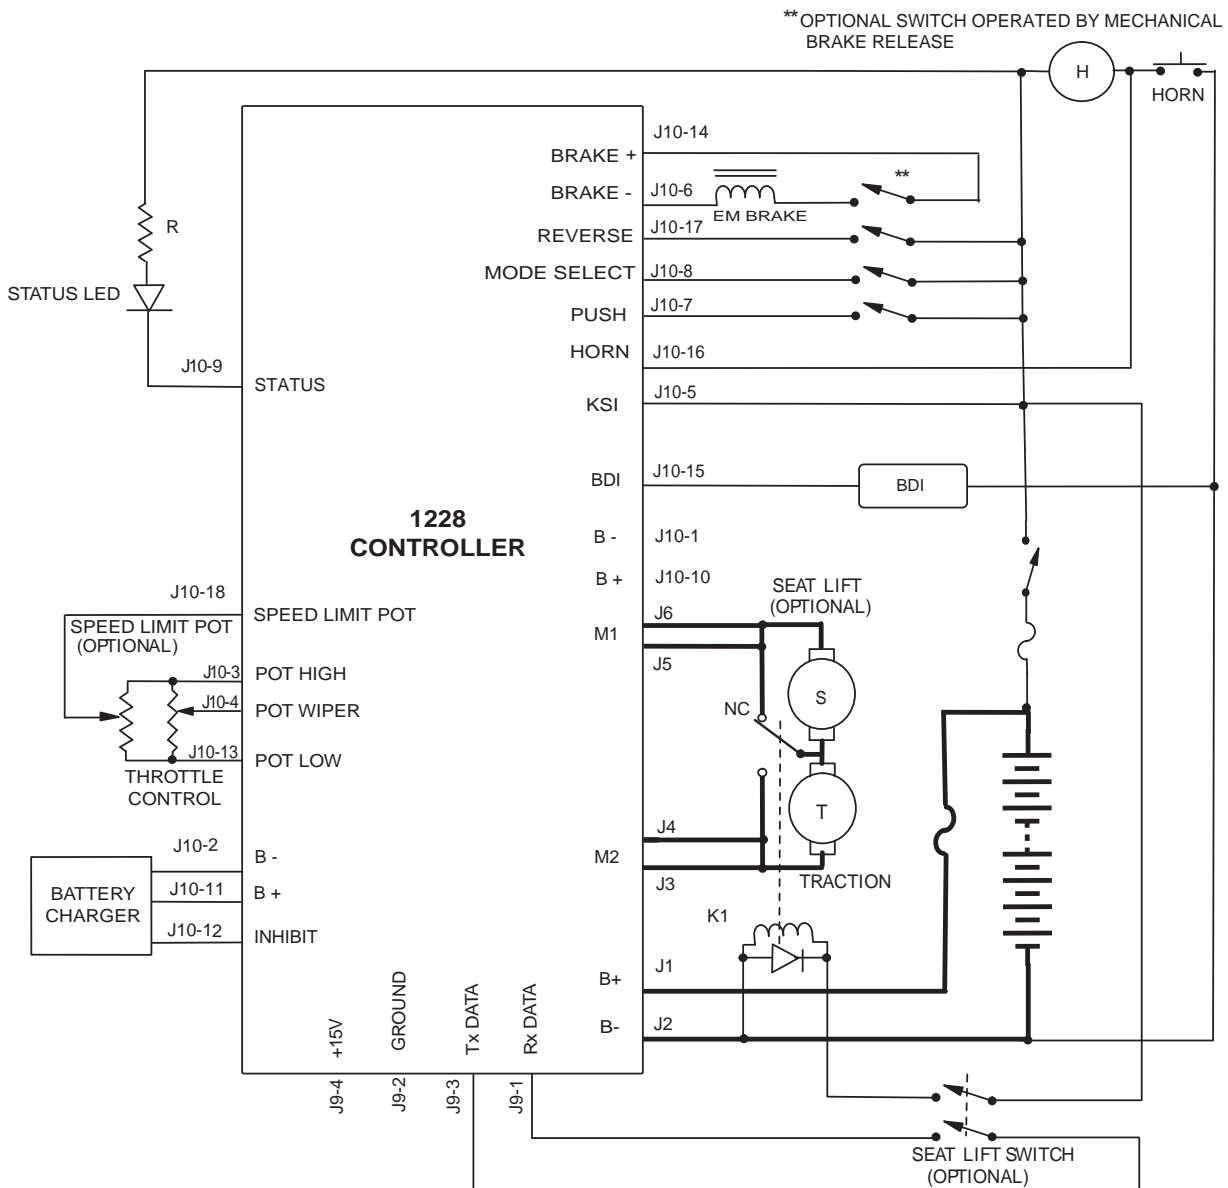 **OPTIONAL SWITCH OPERATED BY MECHANICAL
BRAKE RELEASE
H
HORN
J10-14
BRAKE +
**
BRAKE -
J10-6
EM BRAKE
R
REVERSE
J10-17
MODE SELECT
J10-8
STATUS LED
PUSH
J10-7
HORN
J10-16
J10-9
STATUS
KSI
J10-5
BDI
J10-15
BDI
1228
CONTROLLER
B -
J10-1
B +
J10-10
SEAT LIFT
(OPTIONAL)
J10-18
SPEED LIMIT POT
J6
M1
J5
SPEED LIMIT POT
(OPTIONAL)
J10-3
POT HIGH
J10-4
POT WIPER
NC
S
J10-13
POT LOW
THROTTLE
CONTROL
T
J4
M2
J3
TRACTION
J10-2
B -
BATTERY
CHARGER
J10-11
B +
J10-12
INHIBIT
K1
J1
B+
B-
J2
+15V
GROUND
Tx DATA
Rx DATA
J9-4
J9-2
J9-3
J9-1
SEAT LIFT SWITCH
(OPTIONAL)